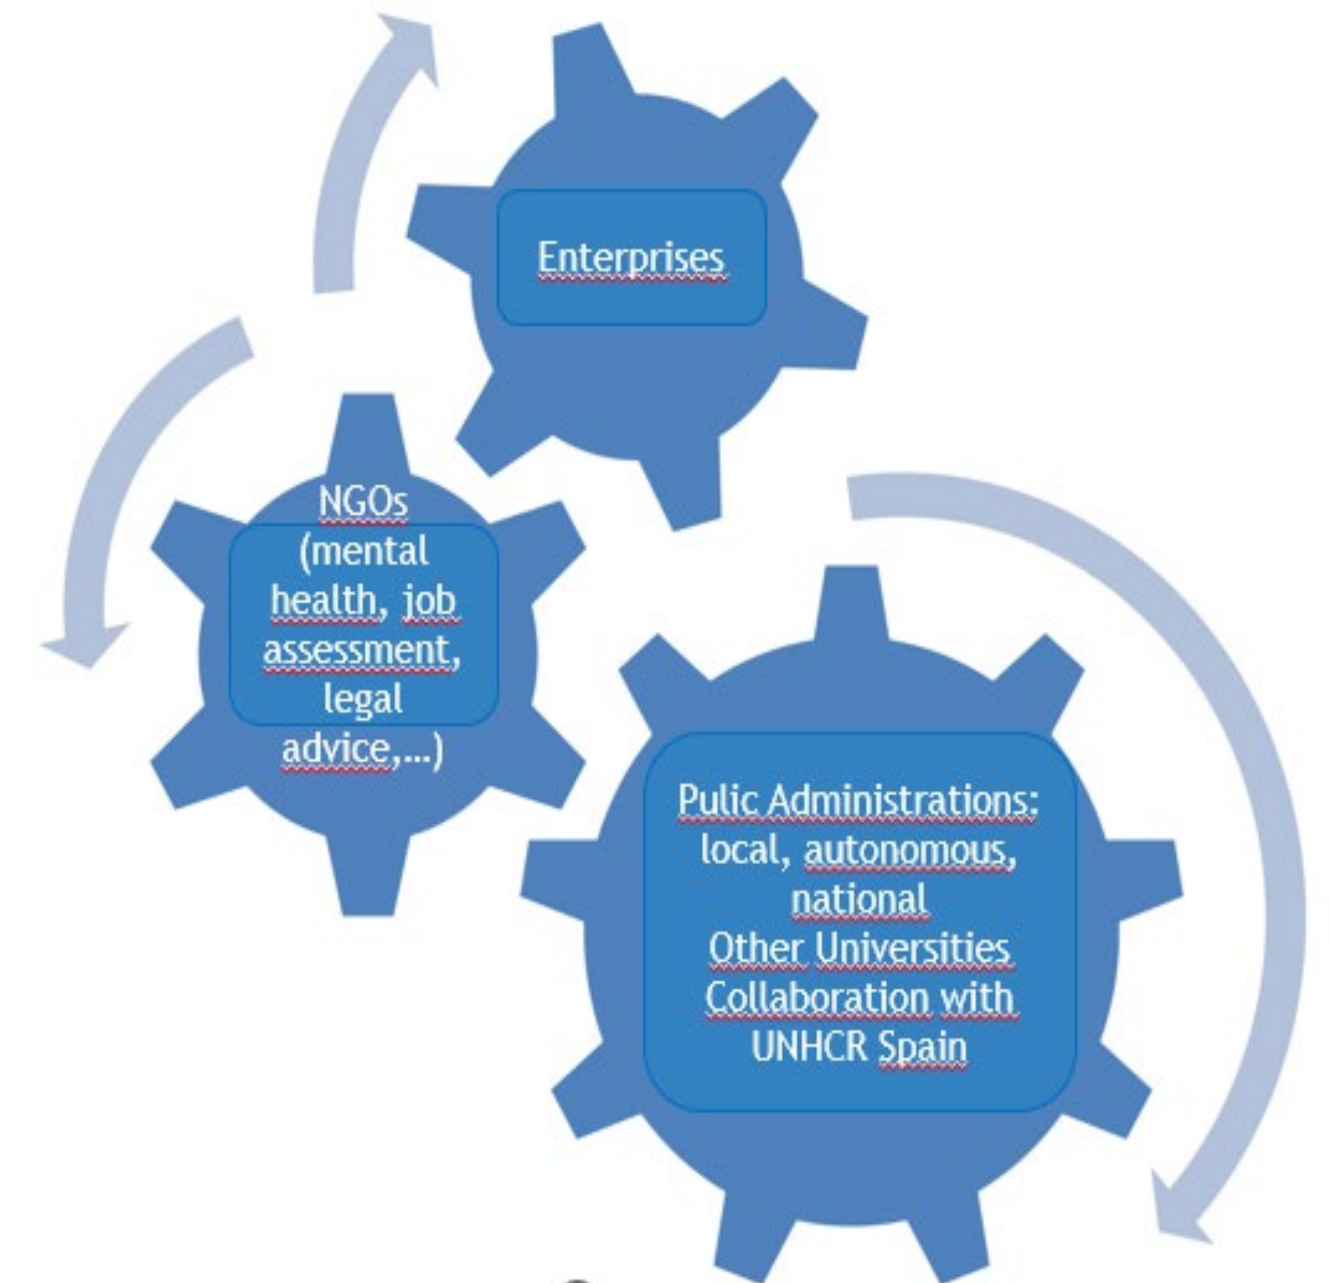 Enterprises
NGOs
(mental
health, job
assessment,
legal
advice,...)
Pulic Administrations:
local, autonomous,
national
Other Universities
Collaboration with
UNHCR Spain